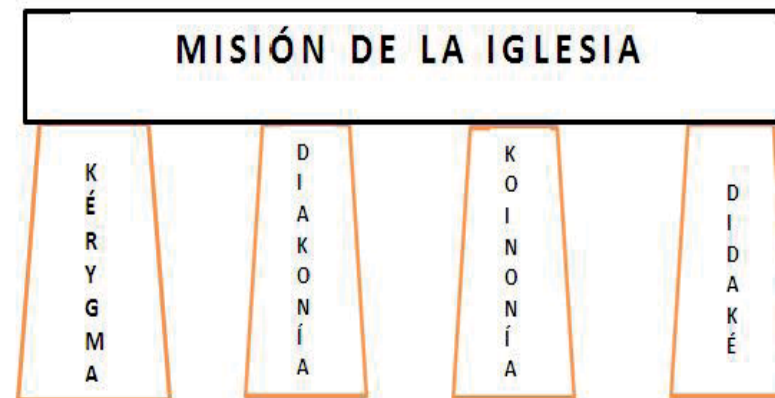 MISIÓN DE LA IGLESIA
KÉRYGMA
DIAKONÍA
KOINONÍA
DIDAKÉ